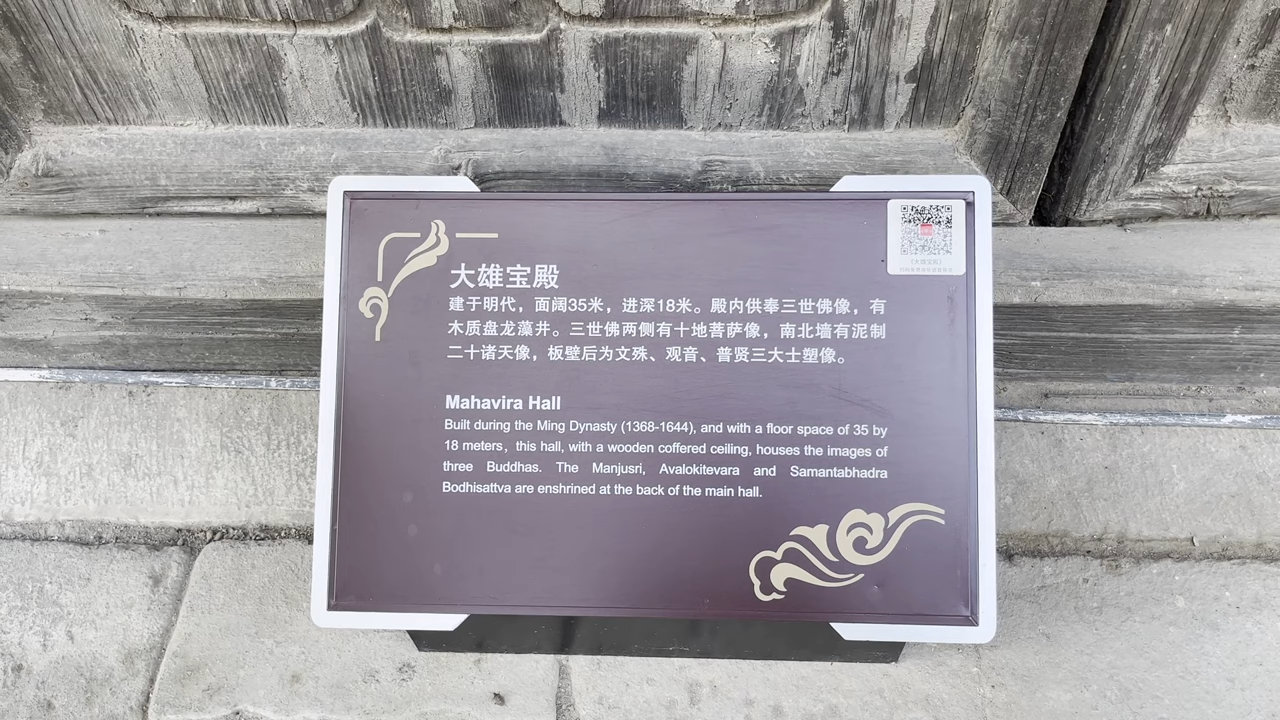 大雄宝殿
建于明代，面阔35米，进深18米。殿内供奉三世佛像，有
木质盘龙藻井。三世佛两侧有十地菩萨像，南北墙有泥制
二十诸天像，板壁后为文殊、观音、普贤三大士塑像。
Mahavira Hall
Built during the Ming Dynasty (1368-1644), and with a floor space of 35 by
18 meters，this hall, with a wooden coffered ceiling, houses the images of
three Buddhas. The Manjusri, Avalokitevara and Samantabhadra
Bodhisattva are enshrined at the back of the main hall.
《大雄宝殿》